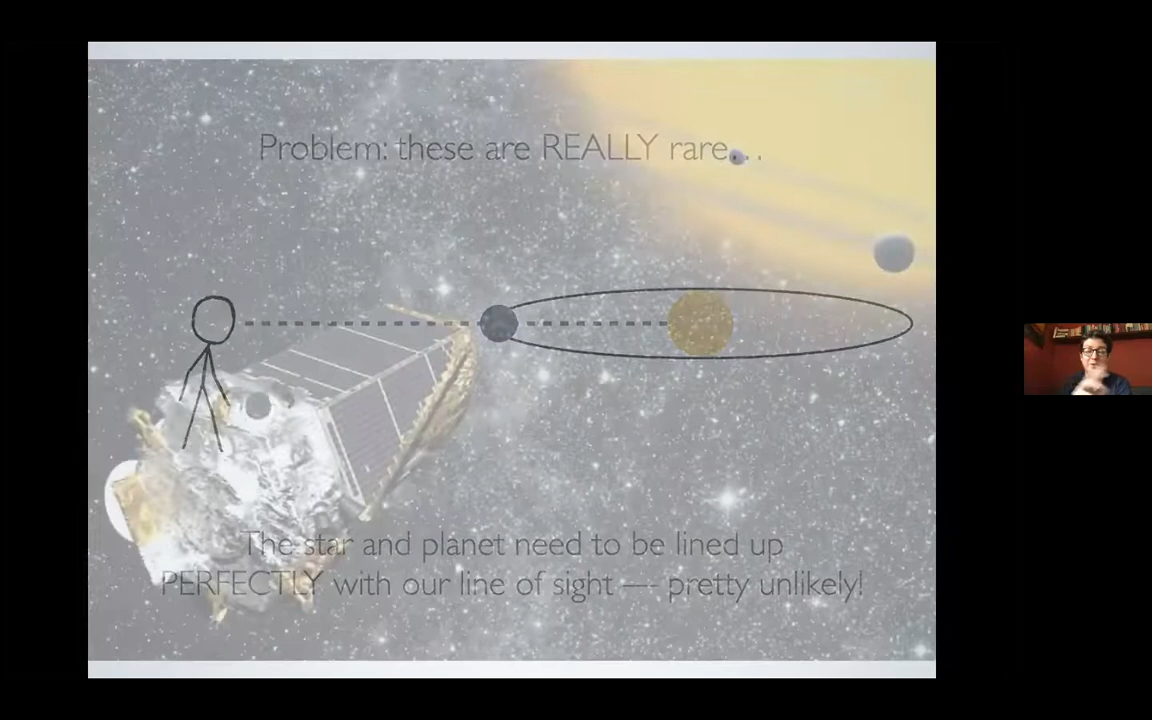 Problem: these are REALLY rare...
The star and planet need to be lined up
PERFECTLY with our line of sight –- pretty unlikely!